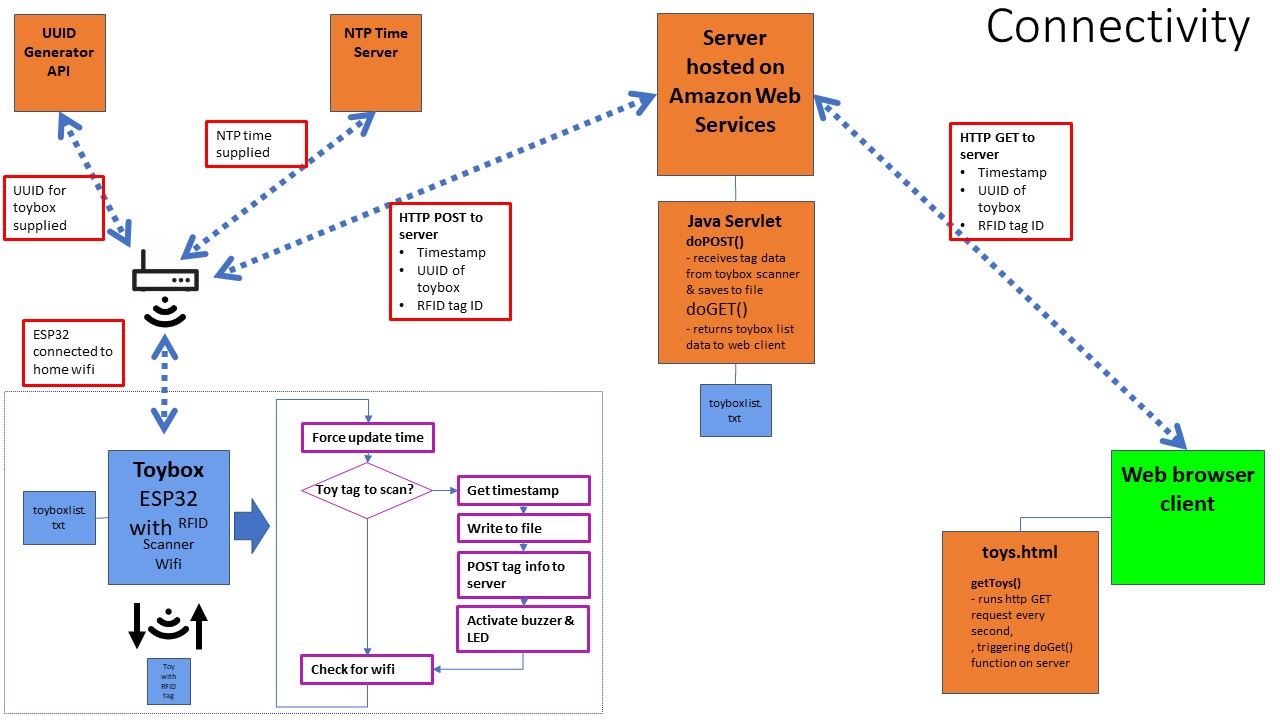 Connectivity
UUID
Generator
API
NTP Time
Server
Server
hosted on
Amazon Web
Services
NTP time
supplied
UUID for
toybox
supplied
HTTP POST to
server
• Timestamp
• UUID of
toybox
• RFID tag ID
HTTP GET to
server
• Timestamp
• UUID of
toybox
• RFID tag ID
Java Servlet
doPOST()
- receives tag data
from toybox scanner
& saves to file
doGET()
- returns toybox list
data to web client
toyboxlist.
txt
ESP32
connected to
home wifi
Toybox
ESP32
with RFID
Scanner
Wifi
toyboxlist.
txt
Toy
with
RFID
tag
Force update time
Toy tag to scan?
Get timestamp
Write to file
POST tag info to
server
Activate buzzer &
LED
Check for wifi
Web browser
client
toys.html
getToys()
- runs http GET
request every
second,
, triggering doGet()
function on server